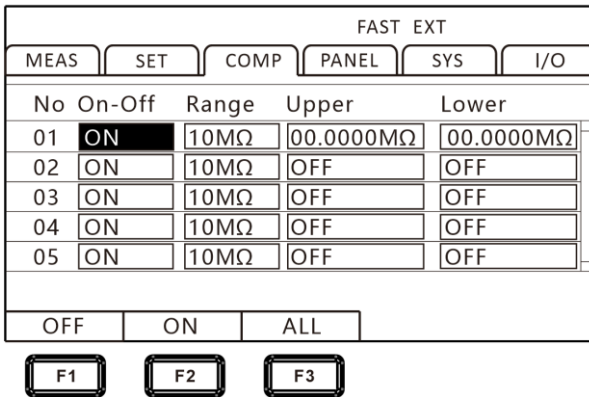 FAST EXT
MEAS SET COMP PANEL SYS I/O
No On-Off Range Upper Lower
01 ON 10MΩ 00.0000MΩ 00.0000MΩ
02 ON 10MΩ OFF OFF
03 ON 10MΩ OFF OFF
04 ON 10MΩ OFF OFF
05 ON 10MΩ OFF OFF
OFF ON ALL
F1 F2 F3